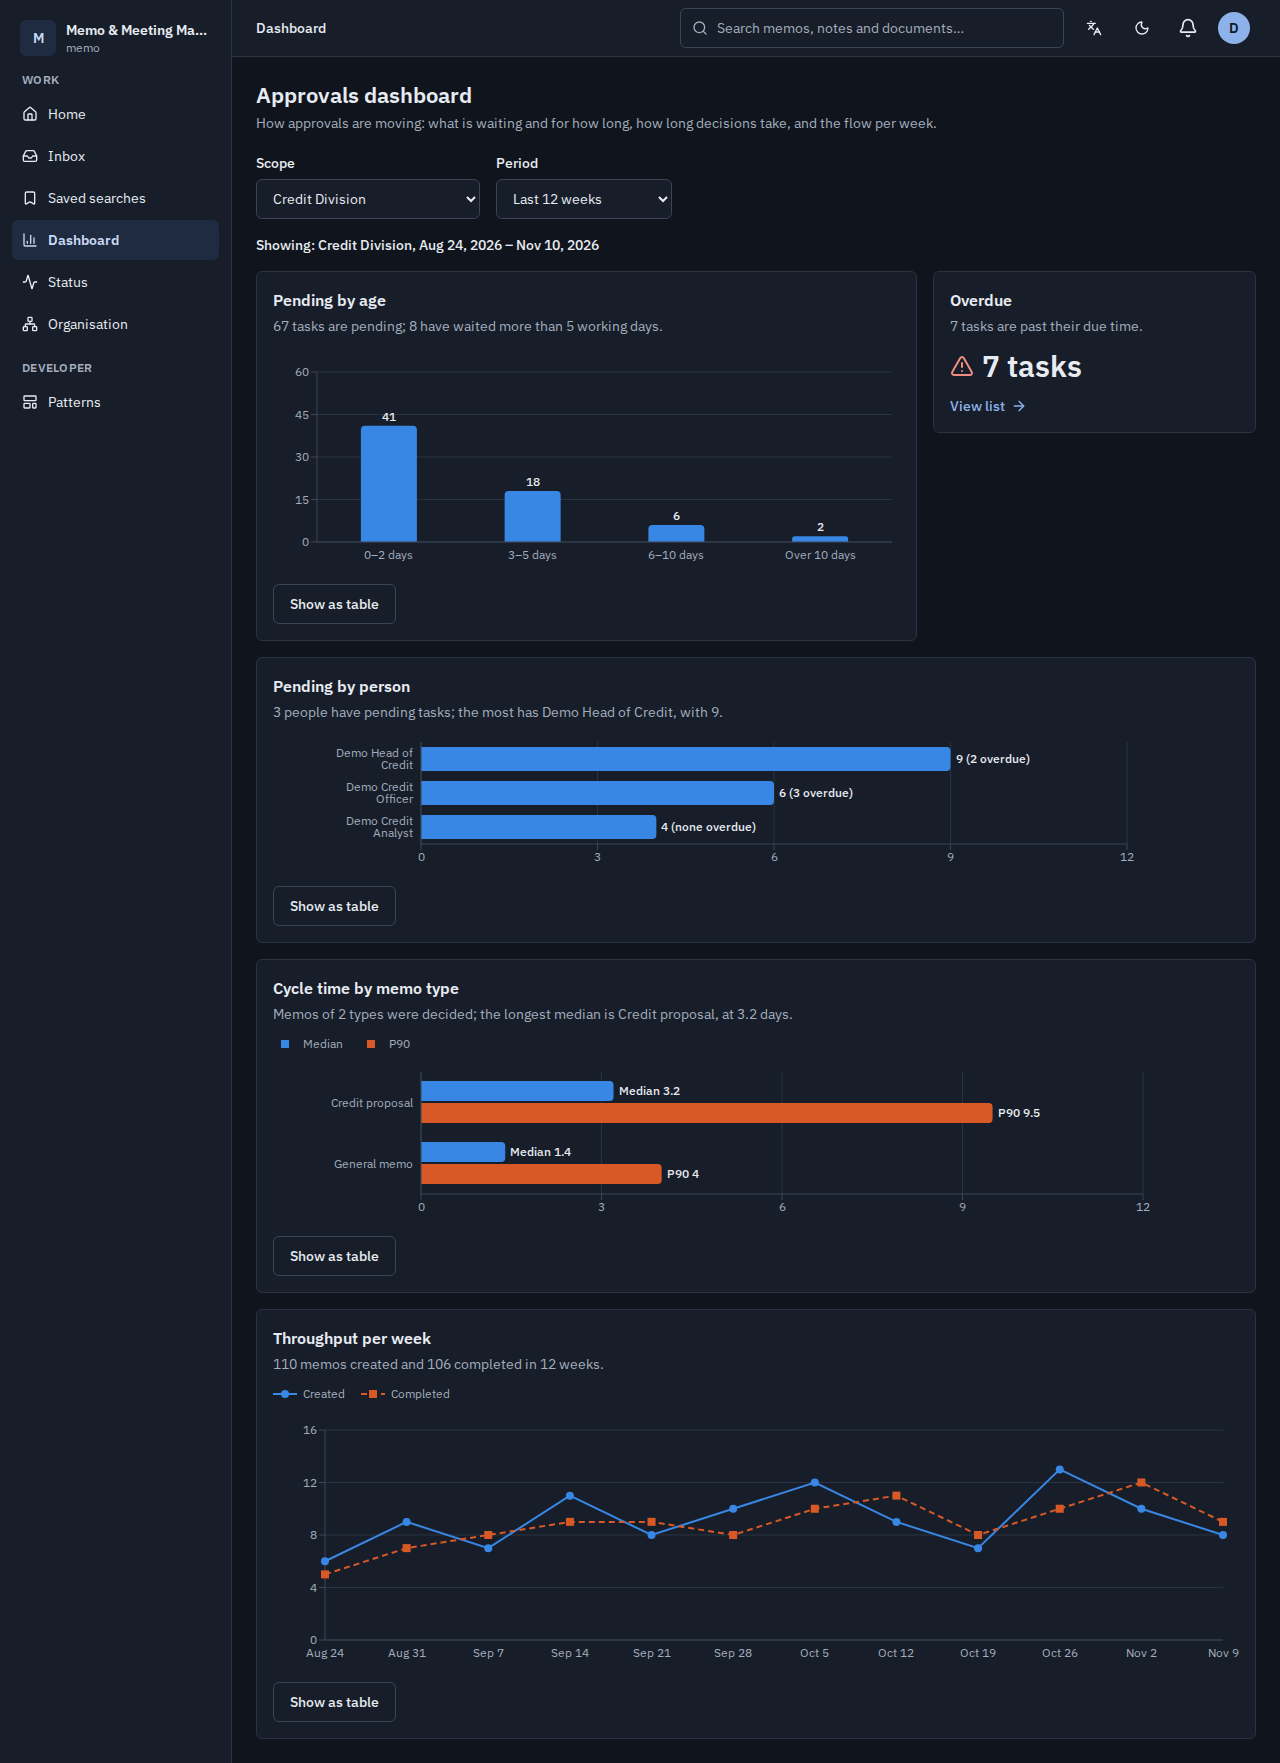 M
Memo & Meeting Ma...
memo
WORK
Home
Inbox
Saved searches
Dashboard
Status
Organisation
DEVELOPER
Patterns
Dashboard
Search memos, notes and documents...
D
Approvals dashboard
How approvals are moving: what is waiting and for how long, how long decisions take, and the flow per week.
Scope
Period
Credit Division
Last 12 weeks
Showing: Credit Division, Aug 24, 2026 – Nov 10, 2026
Pending by age
67 tasks are pending; 8 have waited more than 5 working days.
60
45
30
15
0
41
18
6
2
0–2 days
3–5 days
6–10 days
Over 10 days
Show as table
Overdue
7 tasks are past their due time.
7 tasks
View list
Pending by person
3 people have pending tasks; the most has Demo Head of Credit, with 9.
Demo Head of
Credit
9 (2 overdue)
Demo Credit
Officer
6 (3 overdue)
Demo Credit
Analyst
4 (none overdue)
0
3
6
9
12
Show as table
Cycle time by memo type
Memos of 2 types were decided; the longest median is Credit proposal, at 3.2 days.
Median
P90
Credit proposal
Median 3.2
P90 9.5
General memo
Median 1.4
P90 4
0
3
6
9
12
Show as table
Throughput per week
110 memos created and 106 completed in 12 weeks.
Created
Completed
16
12
8
4
0
Aug 24
Aug 31
Sep 7
Sep 14
Sep 21
Sep 28
Oct 5
Oct 12
Oct 19
Oct 26
Nov 2
Nov 9
Show as table